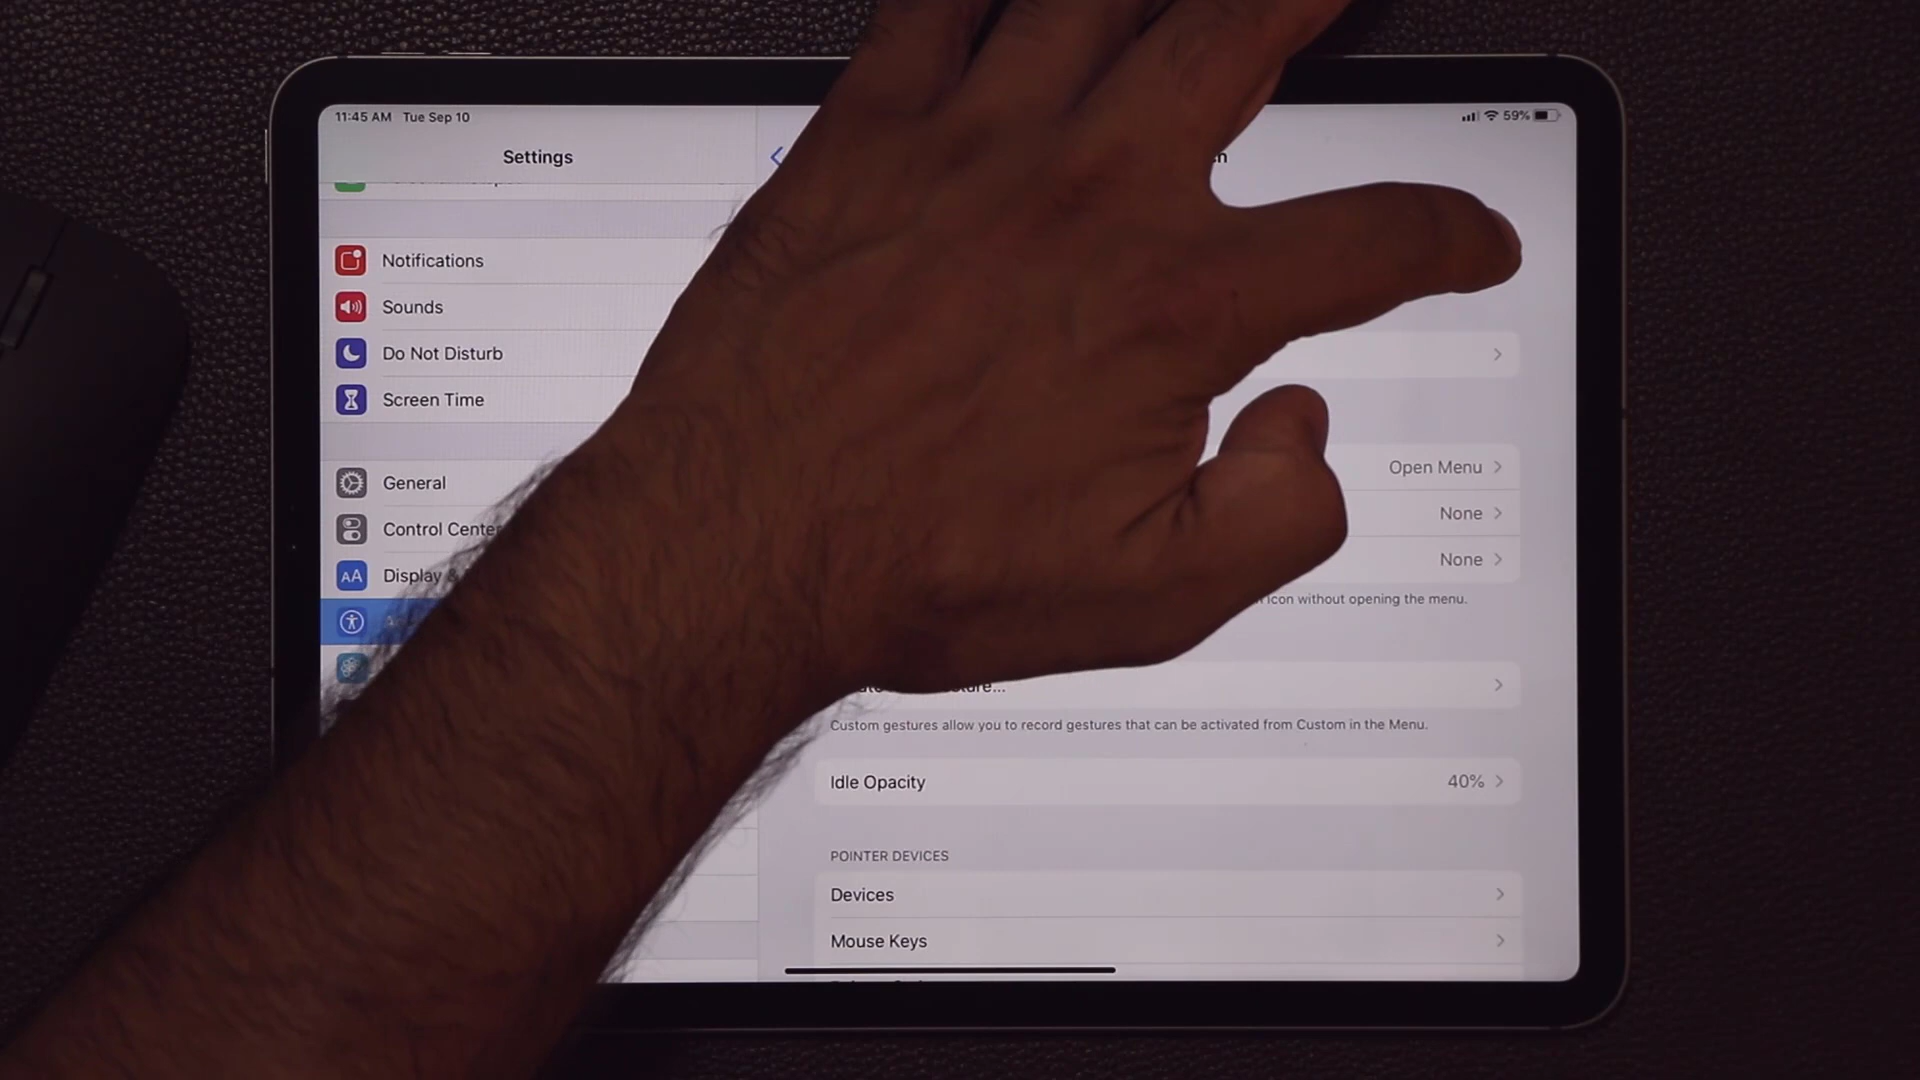 11:45 AM Tue Sep 10
59%
Settings
Notifications
Sounds
Do Not Disturb
Screen Time
General
Control Center
Display &
Open Menu
None
None
icon without opening the menu.
Custom gestures allow you to record gestures that can be activated from Custom in the Menu.
Idle Opacity 40%
POINTER DEVICES
Devices
Mouse Keys